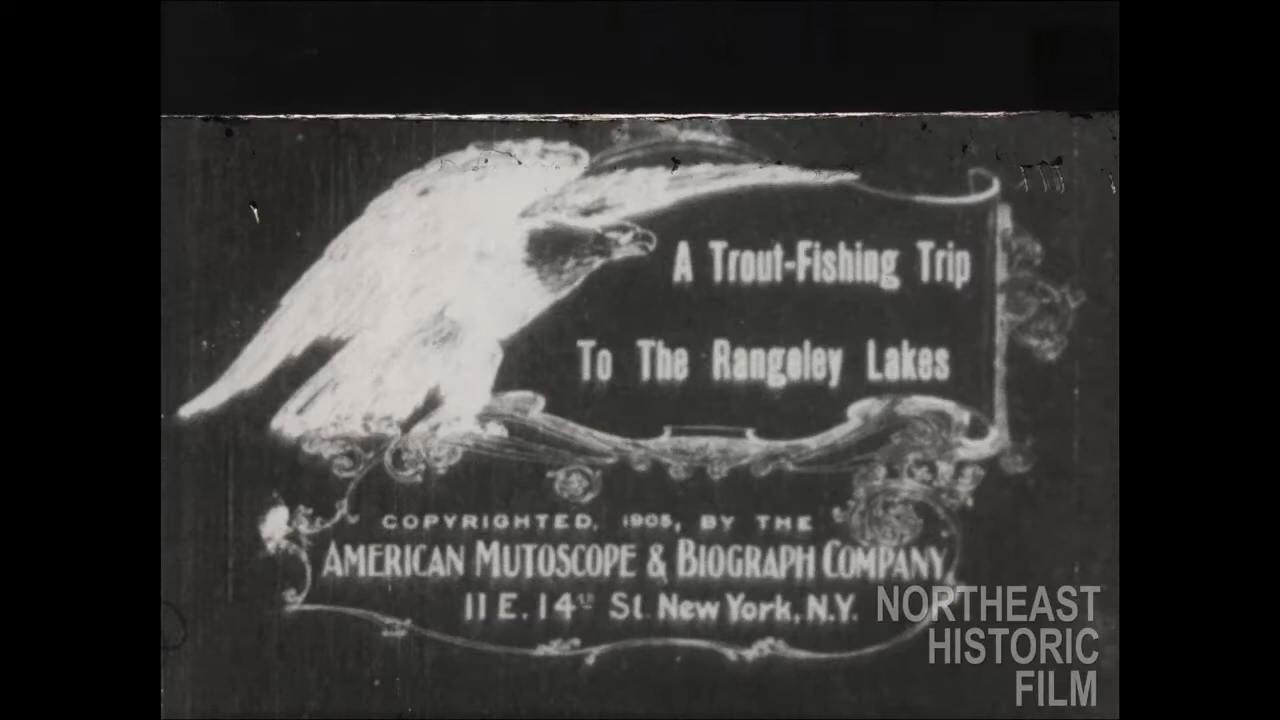 A Trout-Fishing Trip
To The Rangeley Lakes
COPYRIGHTED, 1905, BY THE
AMERICAN MUTOSCOPE & BIOGRAPH COMPANY
11 E. 14TH St. New York, N.Y.
NORTHEAST
HISTORIC
FILM